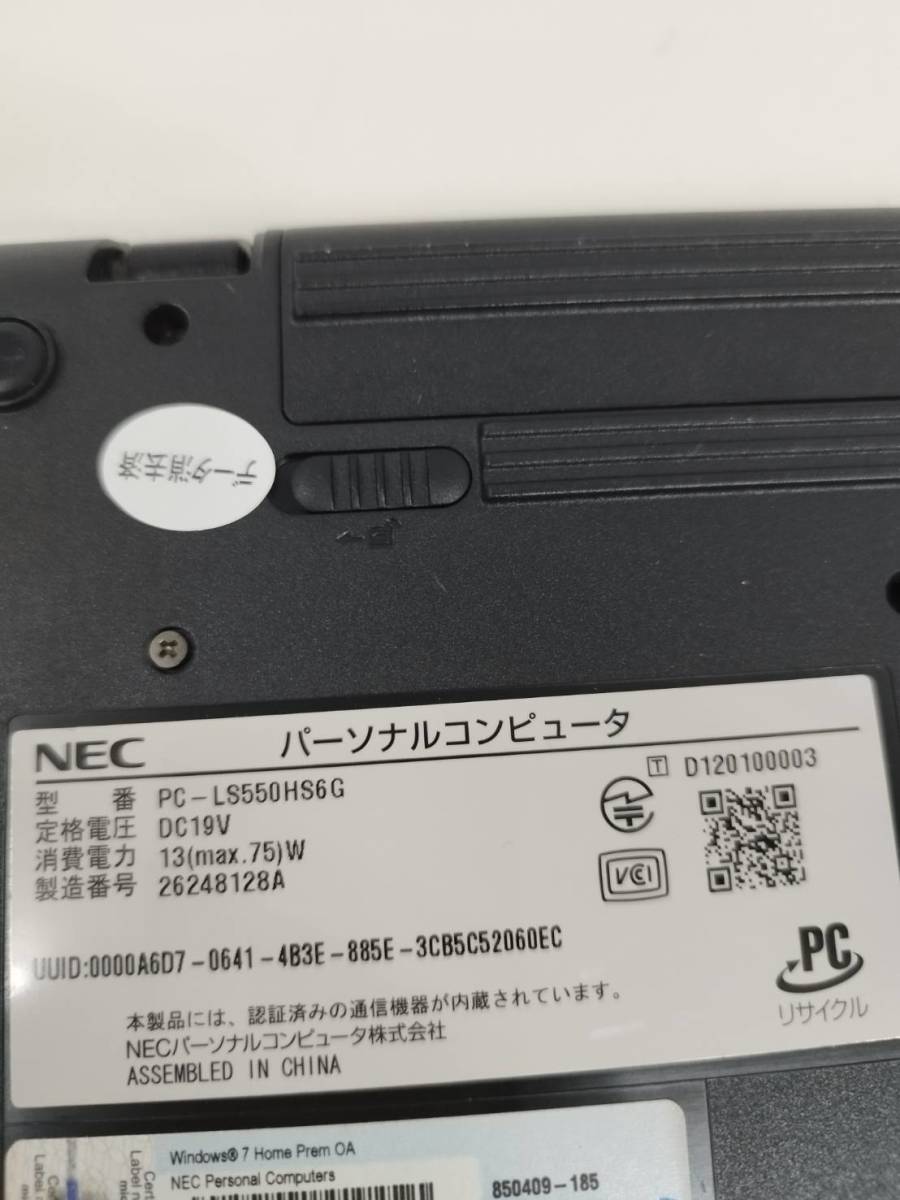 データ消
去済
NEC パーソナルコンピュータ
型 番 PC-LS550HS6G
定格電圧 DC19V
消費電力 13(max.75)W
製造番号 26248128A
T D120100003
VCCI
UUID:0000A6D7-0641-4B3E-885E-3CB5C52060EC
本製品には、認証済みの通信機器が内蔵されています。
NECパーソナルコンピュータ株式会社
ASSEMBLED IN CHINA
PC
リサイクル
Windows® 7 Home Prem OA
NEC Personal Computers
850409-185